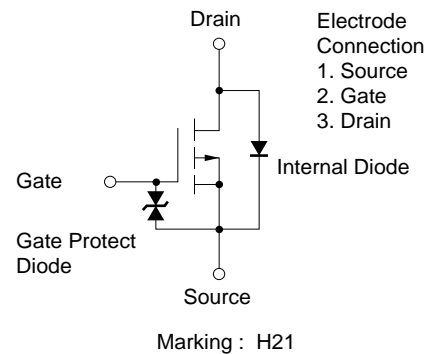 Drain
Electrode
Connection
1. Source
2. Gate
3. Drain
Internal Diode
Gate
Gate Protect
Diode
Source
Marking : H21